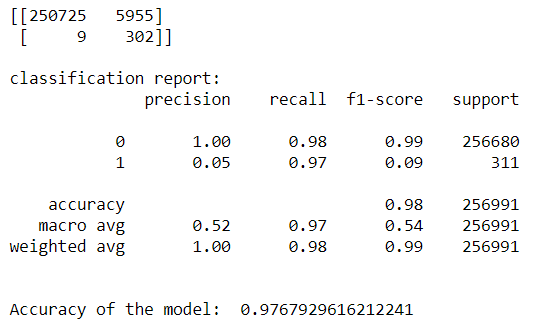 [[250725   5955]
 [     9    302]]
classification report:
              precision    recall  f1-score   support
           0       1.00      0.98      0.99    256680
           1       0.05      0.97      0.09       311
    accuracy                           0.98    256991
   macro avg       0.52      0.97      0.54    256991
weighted avg       1.00      0.98      0.99    256991
Accuracy of the model:  0.9767929616212241